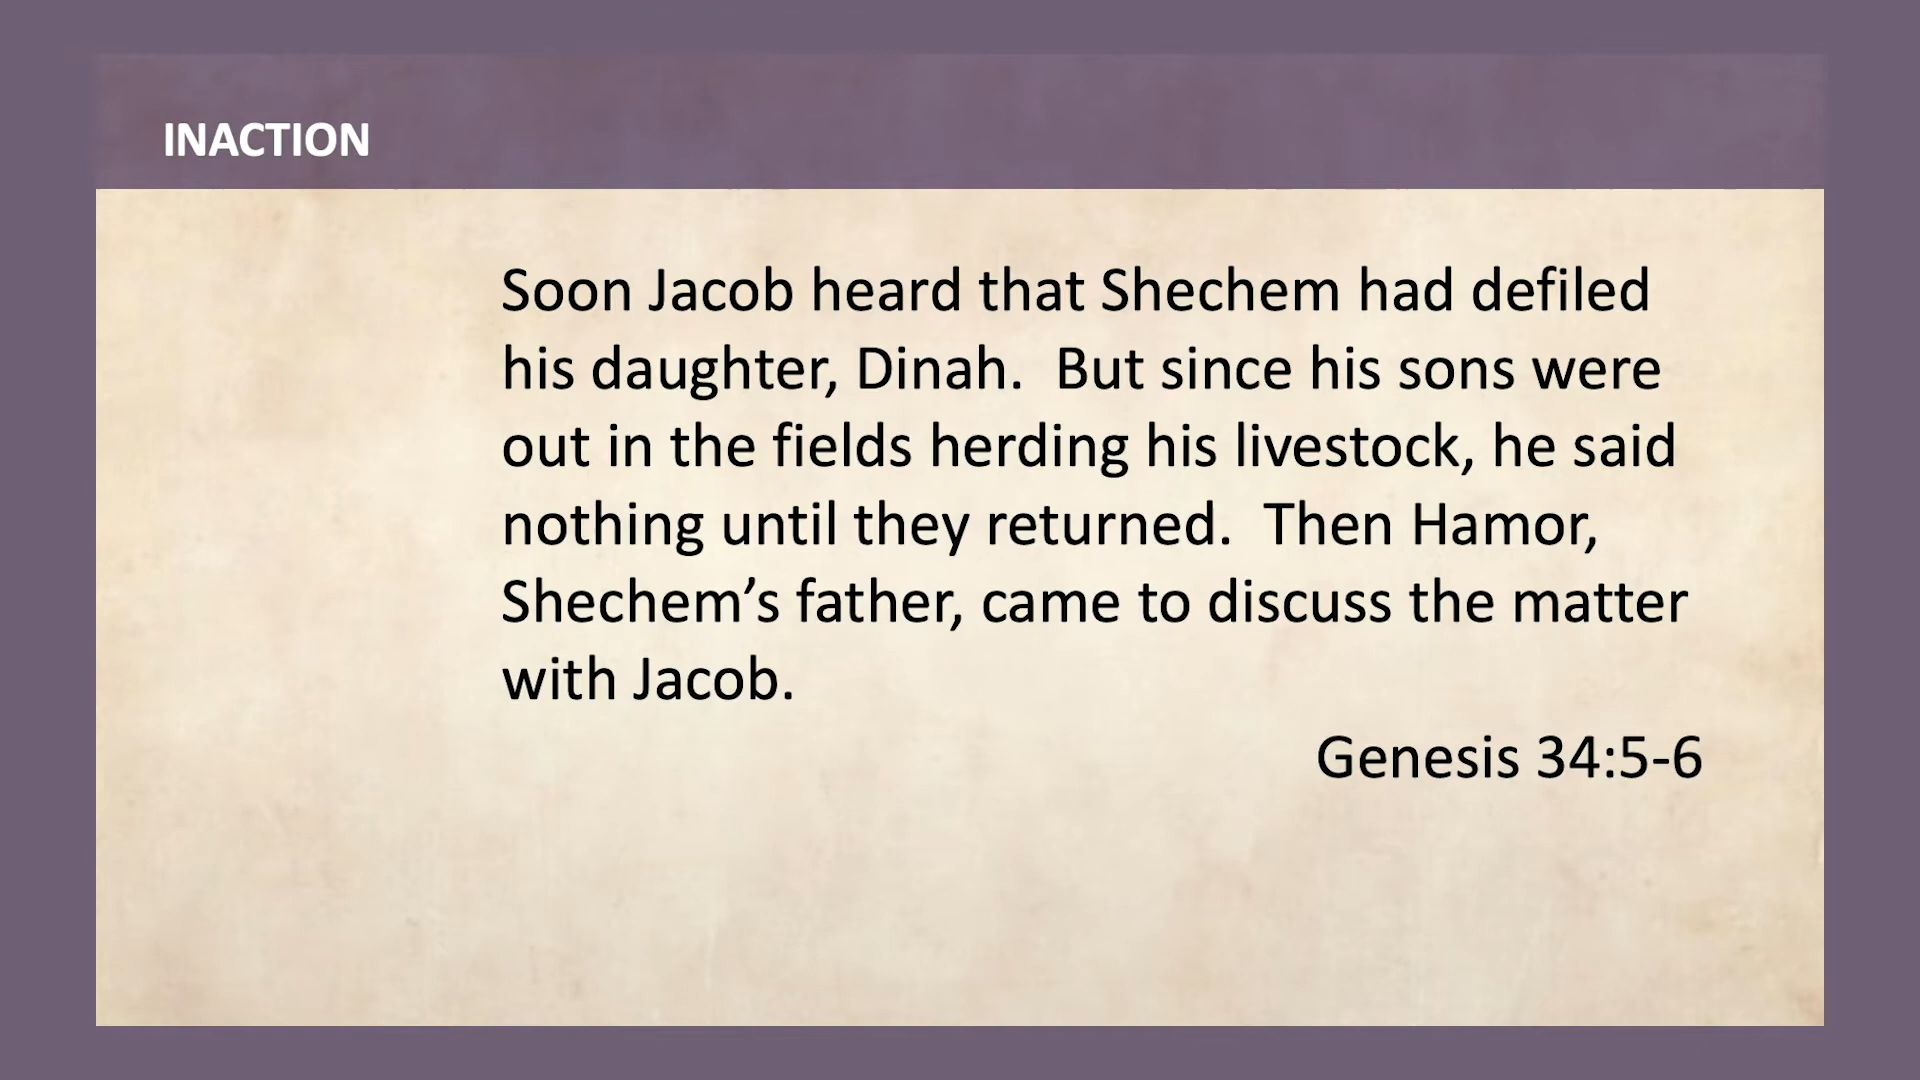 INACTION
Soon Jacob heard that Shechem had defiled
his daughter, Dinah.  But since his sons were
out in the fields herding his livestock, he said
nothing until they returned.  Then Hamor,
Shechem’s father, came to discuss the matter
with Jacob.
Genesis 34:5-6